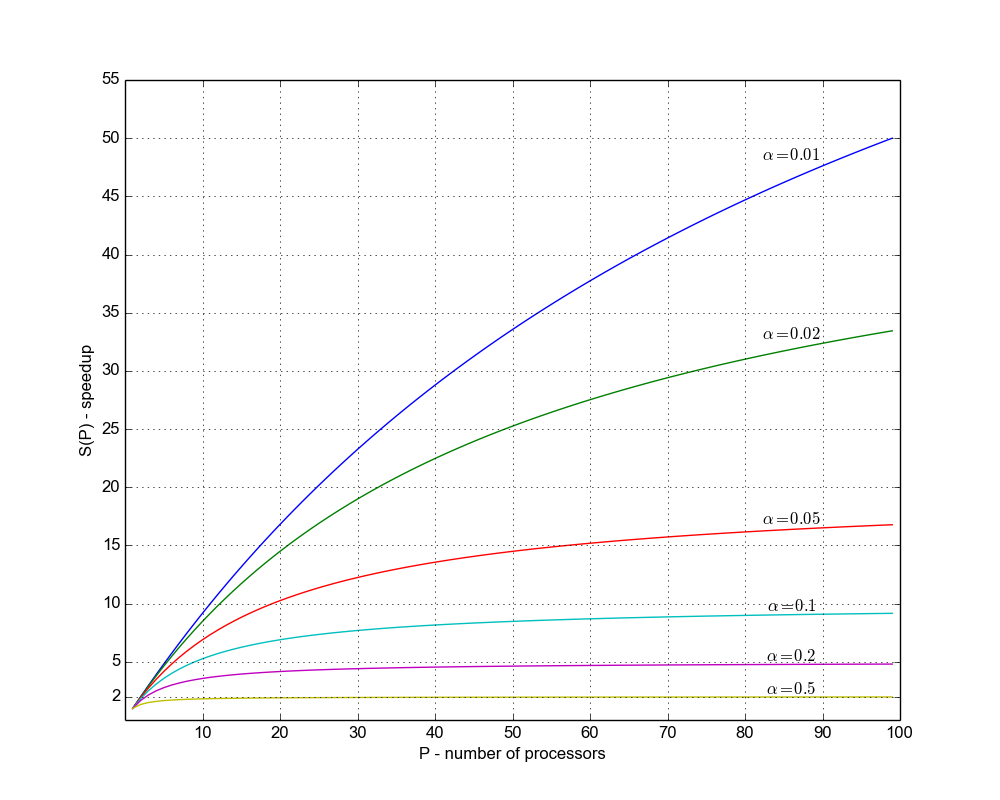 55
50
45
40
35
30
25
20
15
10
5
2
S(P) - speedup
α=0.01
α=0.02
α=0.05
α=0.1
α=0.2
α=0.5
10 20 30 40 50 60 70 80 90 100
P - number of processors